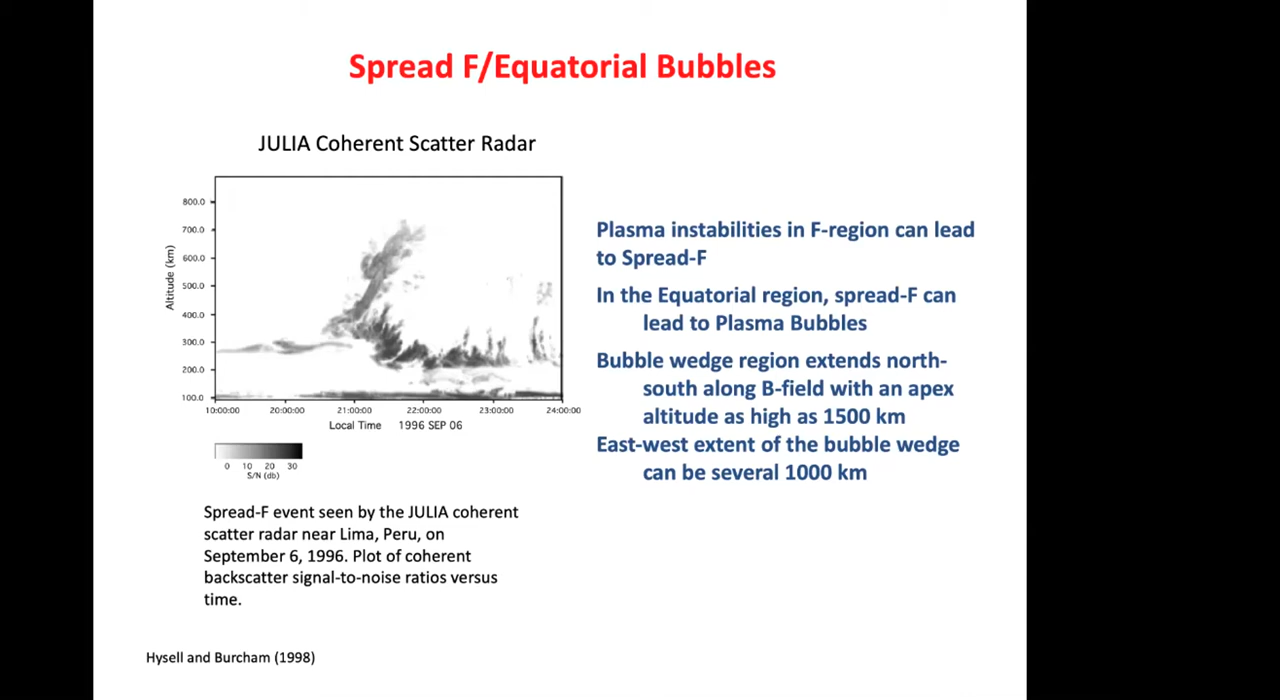 Spread F/Equatorial Bubbles
JULIA Coherent Scatter Radar
800.0
700.0
600.0
500.0
400.0
300.0
200.0
100.0
Altitude (km)
10:00:00 20:00:00 21:00:00 22:00:00 23:00:00 24:00:00
Local Time 1996 SEP 06
0 10 20 30
S/N (db)
Spread-F event seen by the JULIA coherent
scatter radar near Lima, Peru, on
September 6, 1996. Plot of coherent
backscatter signal-to-noise ratios versus
time.
Hysell and Burcham (1998)
Plasma instabilities in F-region can lead
to Spread-F
In the Equatorial region, spread-F can
lead to Plasma Bubbles
Bubble wedge region extends north-
south along B-field with an apex
altitude as high as 1500 km
East-west extent of the bubble wedge
can be several 1000 km